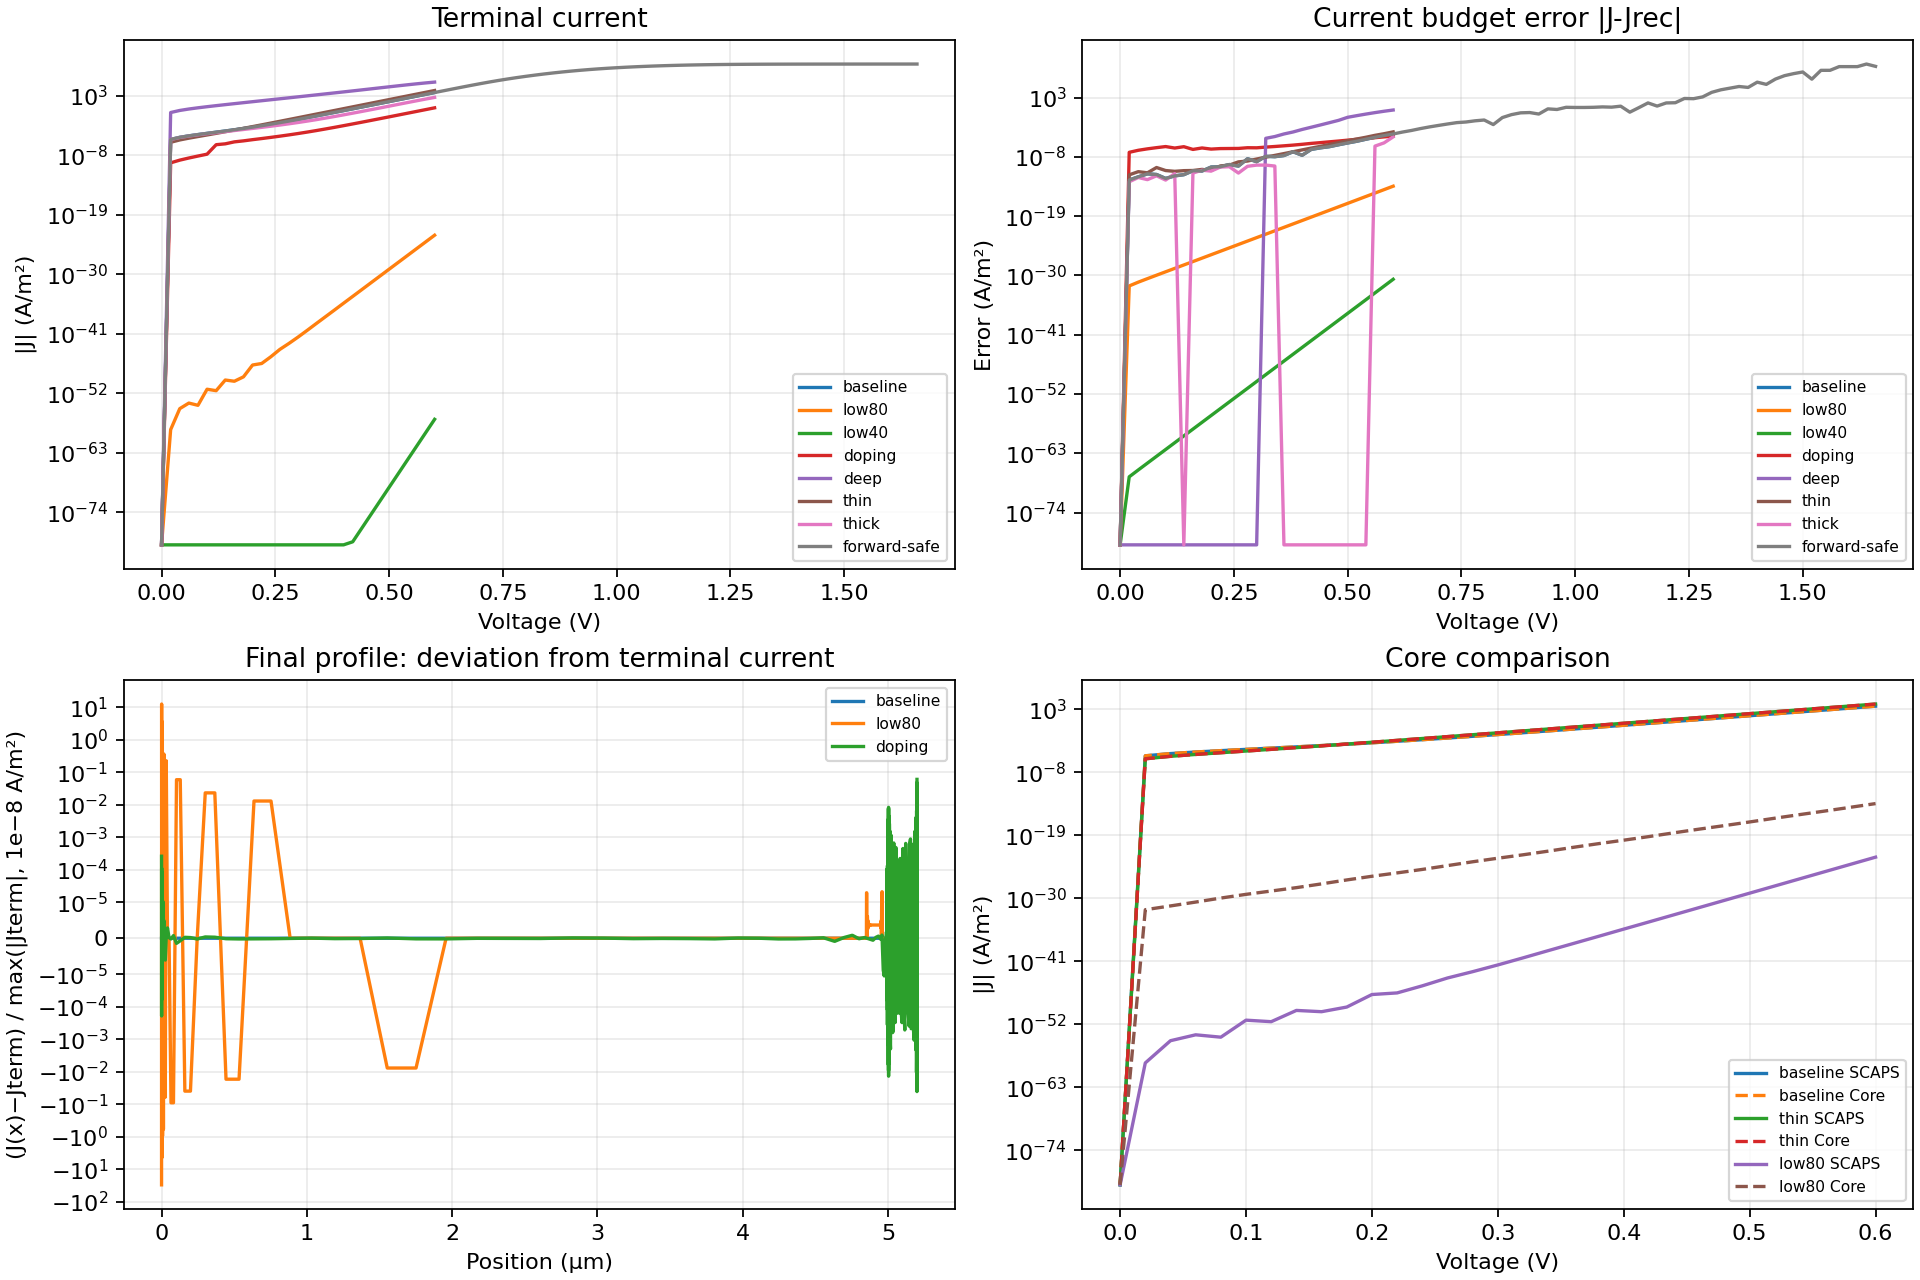 Terminal current
|J| (A/m²)
10³
10⁻⁸
10⁻¹⁹
10⁻³⁰
10⁻⁴¹
10⁻⁵²
10⁻⁶³
10⁻⁷⁴
0.00 0.25 0.50 0.75 1.00 1.25 1.50
Voltage (V)
baseline
low80
low40
doping
deep
thin
thick
forward-safe
Current budget error |J-Jrec|
Error (A/m²)
10³
10⁻⁸
10⁻¹⁹
10⁻³⁰
10⁻⁴¹
10⁻⁵²
10⁻⁶³
10⁻⁷⁴
0.00 0.25 0.50 0.75 1.00 1.25 1.50
Voltage (V)
baseline
low80
low40
doping
deep
thin
thick
forward-safe
Final profile: deviation from terminal current
(J(x)−Jterm) / max(|Jterm|, 1e−8 A/m²)
10¹
10⁰
10⁻¹
10⁻²
10⁻³
10⁻⁴
10⁻⁵
0
−10⁻⁵
−10⁻⁴
−10⁻³
−10⁻²
−10⁻¹
−10⁰
−10¹
−10²
0 1 2 3 4 5
Position (µm)
baseline
low80
doping
Core comparison
|J| (A/m²)
10³
10⁻⁸
10⁻¹⁹
10⁻³⁰
10⁻⁴¹
10⁻⁵²
10⁻⁶³
10⁻⁷⁴
0.0 0.1 0.2 0.3 0.4 0.5 0.6
Voltage (V)
baseline SCAPS
baseline Core
thin SCAPS
thin Core
low80 SCAPS
low80 Core